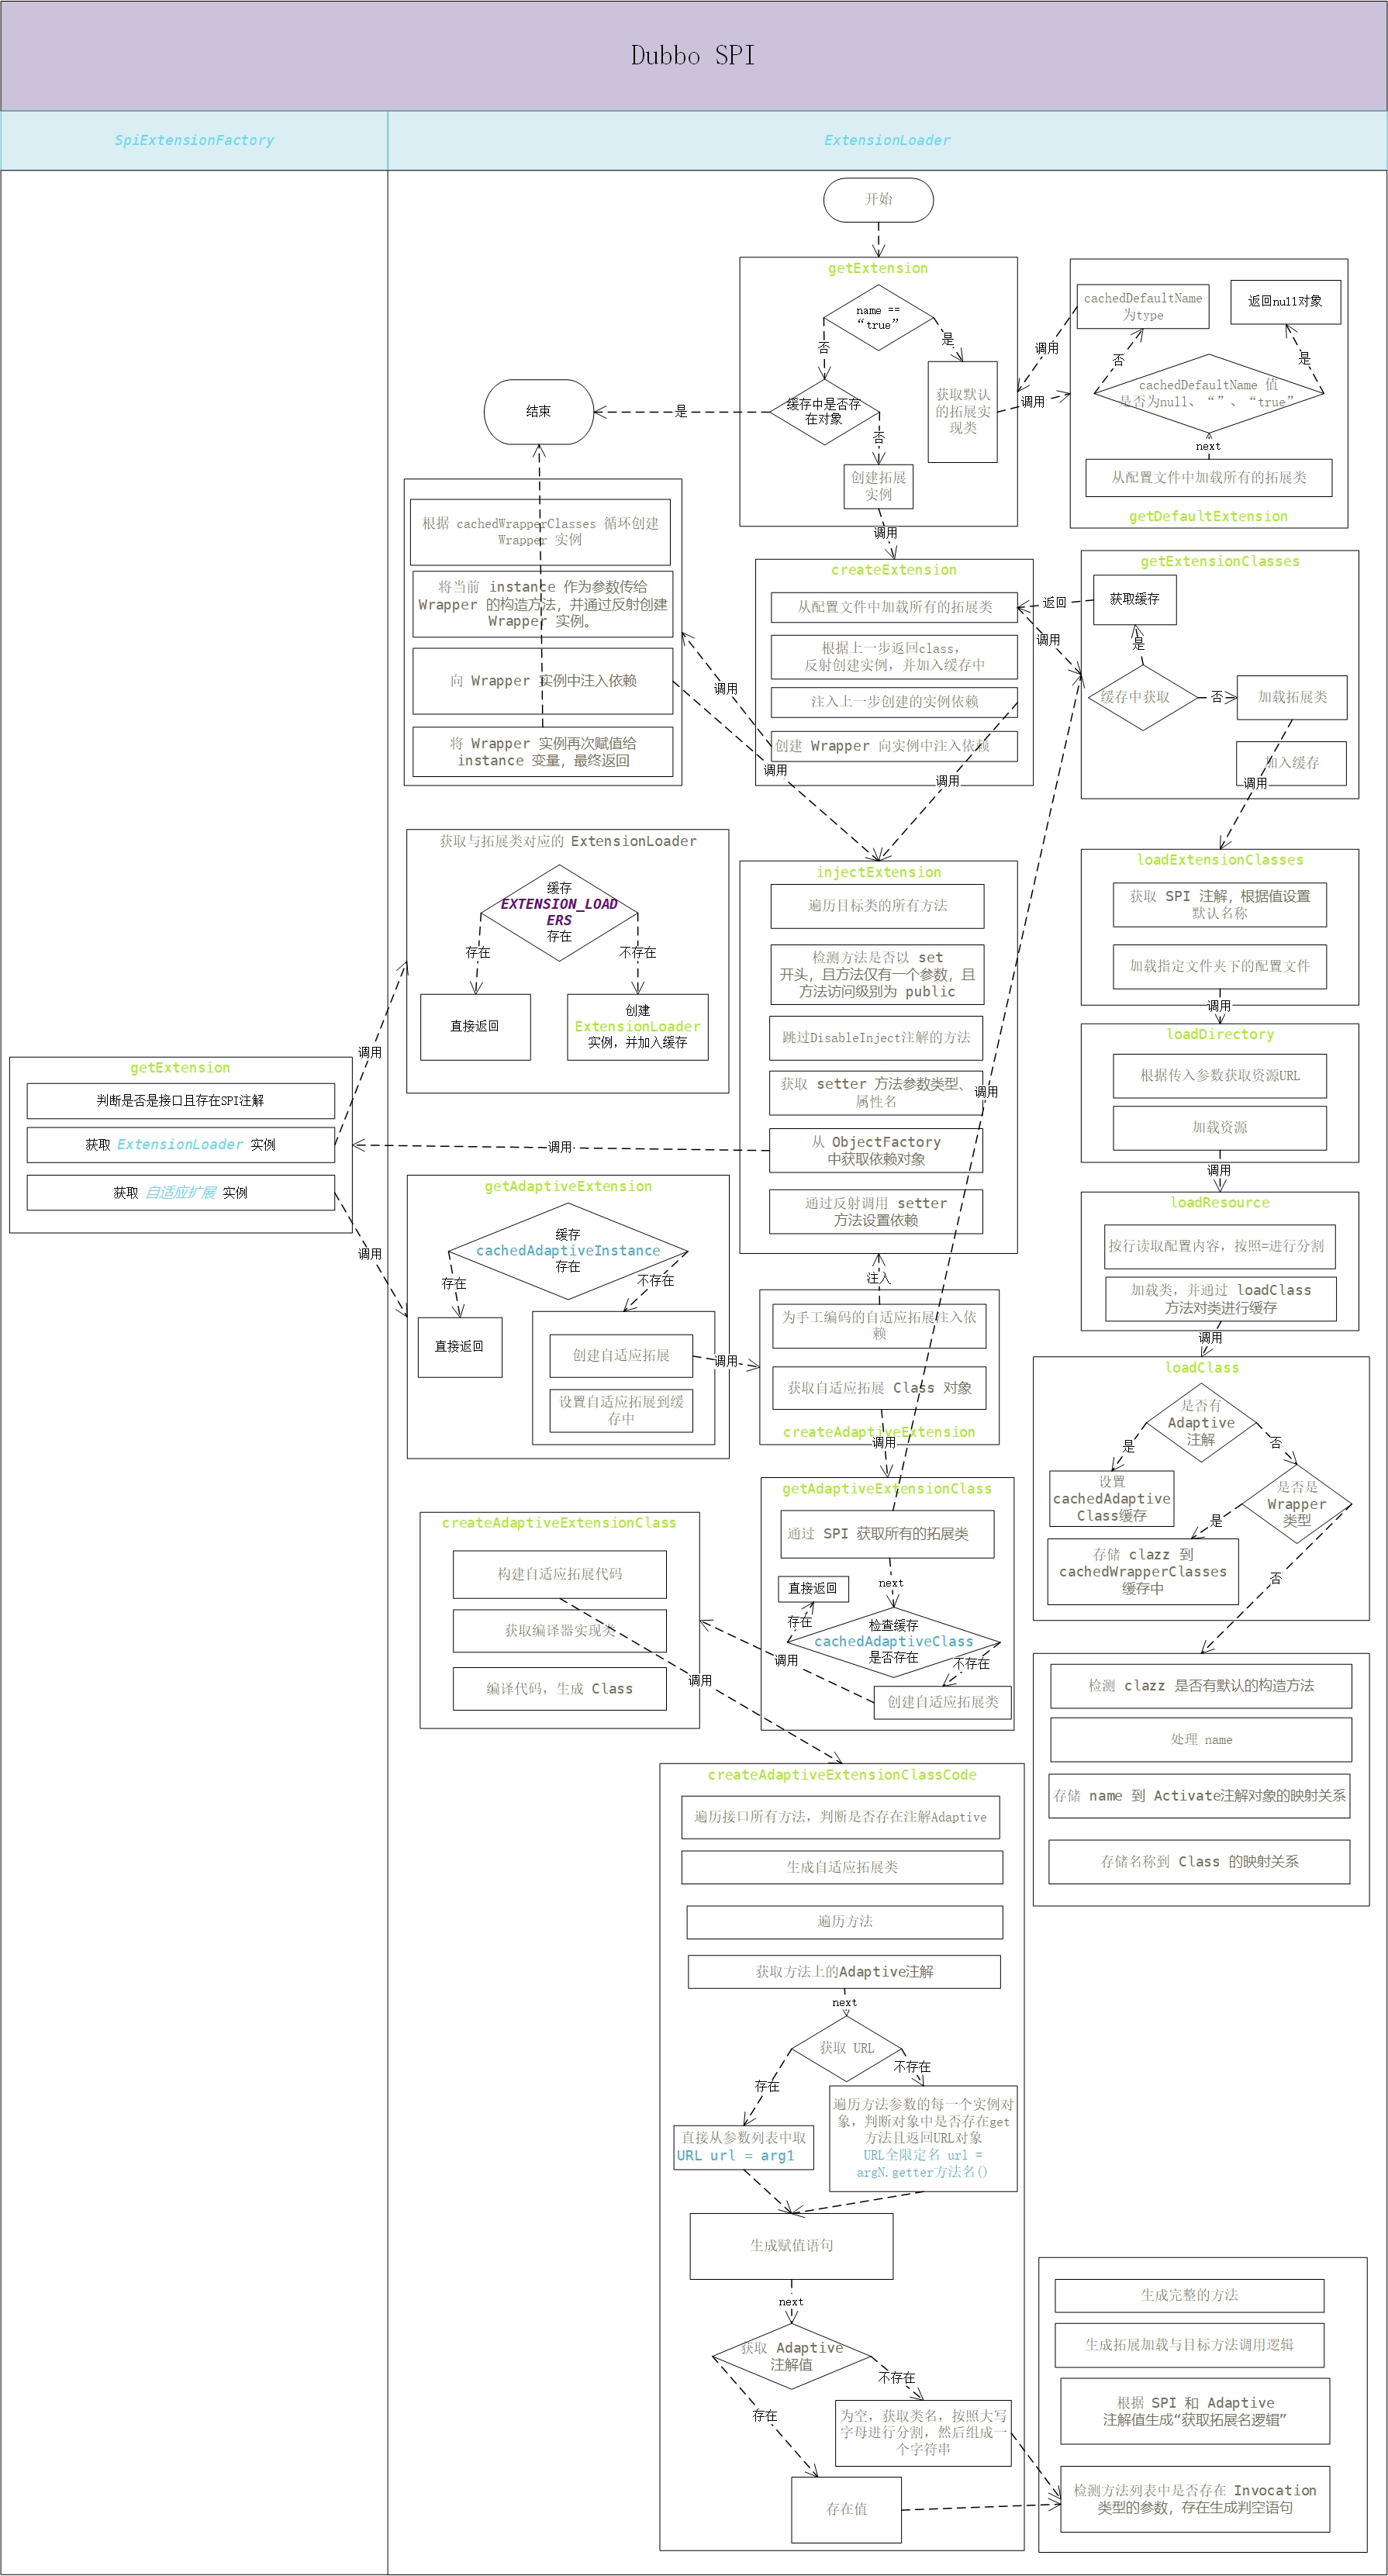 Dubbo SPI
SpiExtensionFactory
ExtensionLoader
开始
getExtension
name ==
“true”
否
是
缓存中是否存
在对象
获取默认
的拓展实
现类
否
创建拓展
实例
是
结束
调用
调用
调用
cachedDefaultName
为type
返回null对象
否
是
cachedDefaultName 值
是否为null、“”、“true”
next
从配置文件中加载所有的拓展类
getDefaultExtension
根据 cachedWrapperClasses 循环创建
Wrapper 实例
将当前 instance 作为参数传给
Wrapper 的构造方法，并通过反射创建
Wrapper 实例。
向 Wrapper 实例中注入依赖
将 Wrapper 实例再次赋值给
instance 变量，最终返回
调用
调用
createExtension
从配置文件中加载所有的拓展类
根据上一步返回class，
反射创建实例，并加入缓存中
注入上一步创建的实例依赖
创建 Wrapper 向实例中注入依赖
调用
返回
调用
getExtensionClasses
获取缓存
是
缓存中获取
否
加载拓展类
加入缓存
调用
获取与拓展类对应的 ExtensionLoader
缓存
EXTENSION_LOAD
ERS
存在
存在
不存在
直接返回
创建
ExtensionLoader
实例，并加入缓存
injectExtension
遍历目标类的所有方法
检测方法是否以 set
开头，且方法仅有一个参数，且
方法访问级别为 public
跳过DisableInject注解的方法
获取 setter 方法参数类型、
属性名
从 ObjectFactory
中获取依赖对象
通过反射调用 setter
方法设置依赖
调用
调用
loadExtensionClasses
获取 SPI 注解，根据值设置
默认名称
加载指定文件夹下的配置文件
调用
loadDirectory
根据传入参数获取资源URL
加载资源
调用
loadResource
按行读取配置内容，按照=进行分割
加载类，并通过 loadClass
方法对类进行缓存
调用
getExtension
判断是否是接口且存在SPI注解
获取 ExtensionLoader 实例
获取 自适应扩展 实例
调用
调用
getAdaptiveExtension
缓存
cachedAdaptiveInstance
存在
存在
不存在
直接返回
创建自适应拓展
设置自适应拓展到缓
存中
调用
注入
为手工编码的自适应拓展注入依
赖
获取自适应拓展 Class 对象
createAdaptiveExtension
调用
loadClass
是否有
Adaptive
注解
是
否
设置
cachedAdaptive
Class缓存
是否是
Wrapper
类型
是
存储 clazz 到
cachedWrapperClasses
缓存中
否
getAdaptiveExtensionClass
通过 SPI 获取所有的拓展类
next
直接返回
存在
检查缓存
cachedAdaptiveClass
是否存在
不存在
创建自适应拓展类
调用
createAdaptiveExtensionClass
构建自适应拓展代码
获取编译器实现类
编译代码，生成 Class
调用
检测 clazz 是否有默认的构造方法
处理 name
存储 name 到 Activate注解对象的映射关系
存储名称到 Class 的映射关系
createAdaptiveExtensionClassCode
遍历接口所有方法，判断是否存在注解Adaptive
生成自适应拓展类
遍历方法
获取方法上的Adaptive注解
next
获取 URL
存在
不存在
直接从参数列表中取
URL url = arg1
遍历方法参数的每一个实例对
象，判断对象中是否存在get
方法且返回URL对象
URL全限定名 url =
argN.getter方法名()
生成赋值语句
next
获取 Adaptive
注解值
存在
不存在
为空，获取类名，按照大写
字母进行分割，然后组成一
个字符串
存在值
生成完整的方法
生成拓展加载与目标方法调用逻辑
根据 SPI 和 Adaptive
注解值生成“获取拓展名逻辑”
检测方法列表中是否存在 Invocation
类型的参数，存在生成判空语句